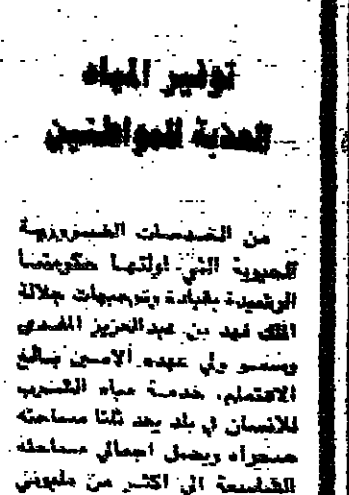 توفير المياه
العذبة للمواطنين
من الخدمات الضرورية
الحيوية التي اولتها حكومتنا
الرشيدة بقيادة وتوجيهات جلالة
الملك فهد بن عبدالعزيز المفدى
وسمو ولي عهده الأمين بالغ
الاهتمام، خدمة مياه الشرب
للانسان في بلد يعد ثلثا مساحته
صحراء ويصل اجمالي مساحته
الشاسعة الى اكثر من مليوني